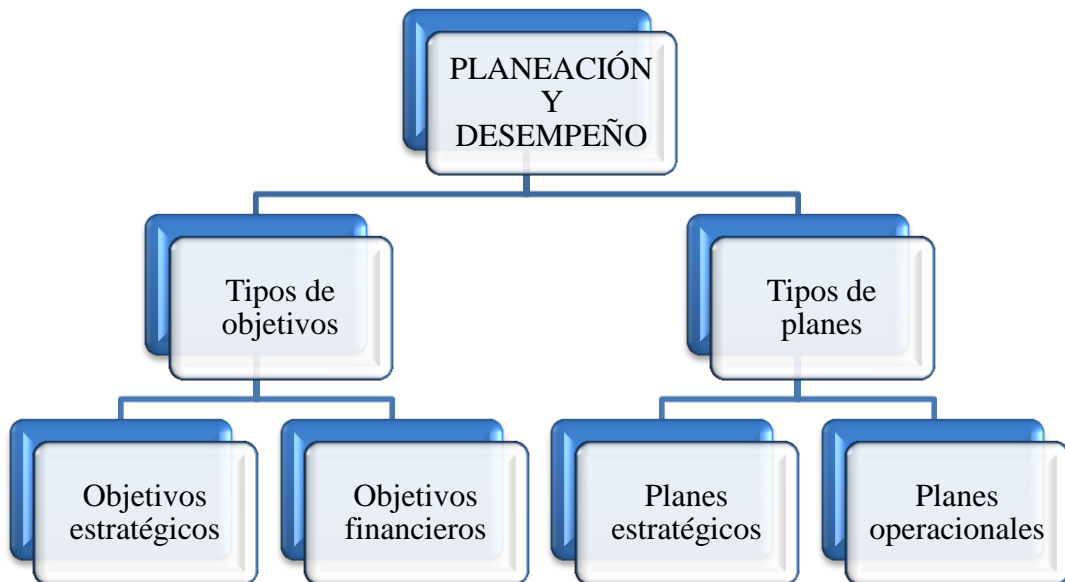 PLANEACIÓN
Y
DESEMPEÑO
Tipos de
objetivos
Tipos de
planes
Objetivos
estratégicos
Objetivos
financieros
Planes
estratégicos
Planes
operacionales